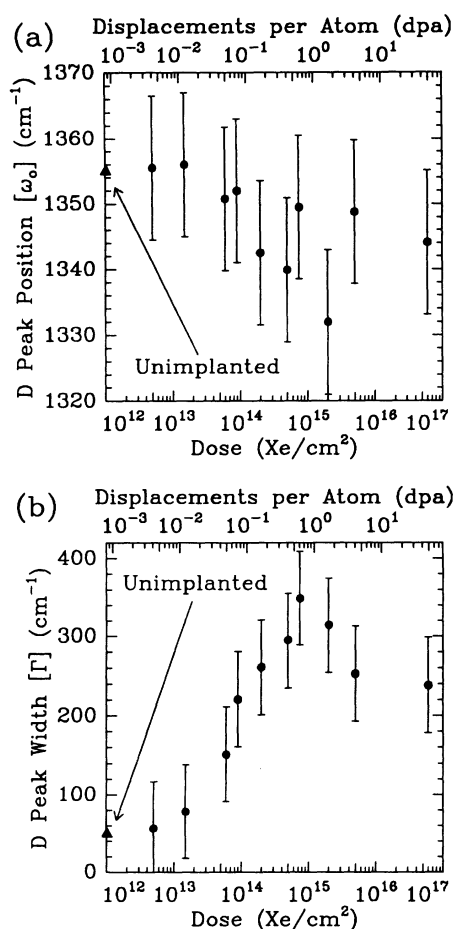 (a)
Displacements per Atom (dpa)
10⁻³ 10⁻² 10⁻¹ 10⁰ 10¹
D Peak Position [ω₀] (cm⁻¹)
1370
1360
1350
1340
1330
1320
Unimplanted
10¹² 10¹³ 10¹⁴ 10¹⁵ 10¹⁶ 10¹⁷
Dose (Xe/cm²)
(b)
Displacements per Atom (dpa)
10⁻³ 10⁻² 10⁻¹ 10⁰ 10¹
D Peak Width [Γ] (cm⁻¹)
400
300
200
100
0
Unimplanted
10¹² 10¹³ 10¹⁴ 10¹⁵ 10¹⁶ 10¹⁷
Dose (Xe/cm²)